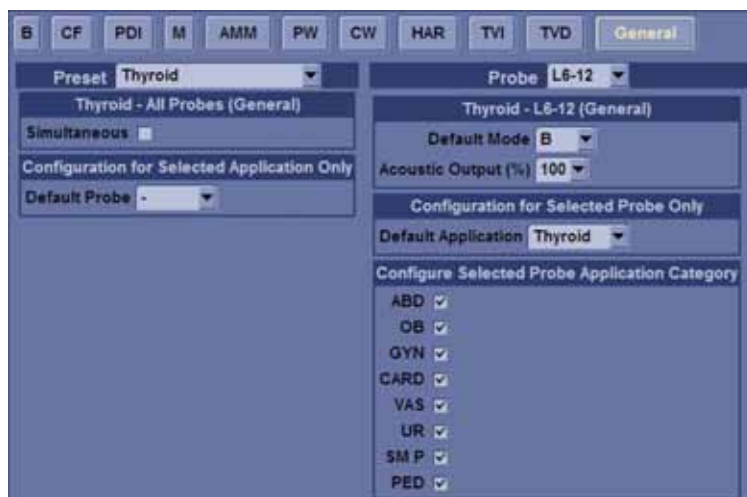 B CF PDI M AMM PW CW HAR TVI TVD General
Preset Thyroid
Thyroid - All Probes (General)
Simultaneous
Configuration for Selected Application Only
Default Probe -
Probe L6-12
Thyroid - L6-12 (General)
Default Mode B
Acoustic Output (%) 100
Configuration for Selected Probe Only
Default Application Thyroid
Configure Selected Probe Application Category
ABD
OB
GYN
CARD
VAS
UR
SM P
PED